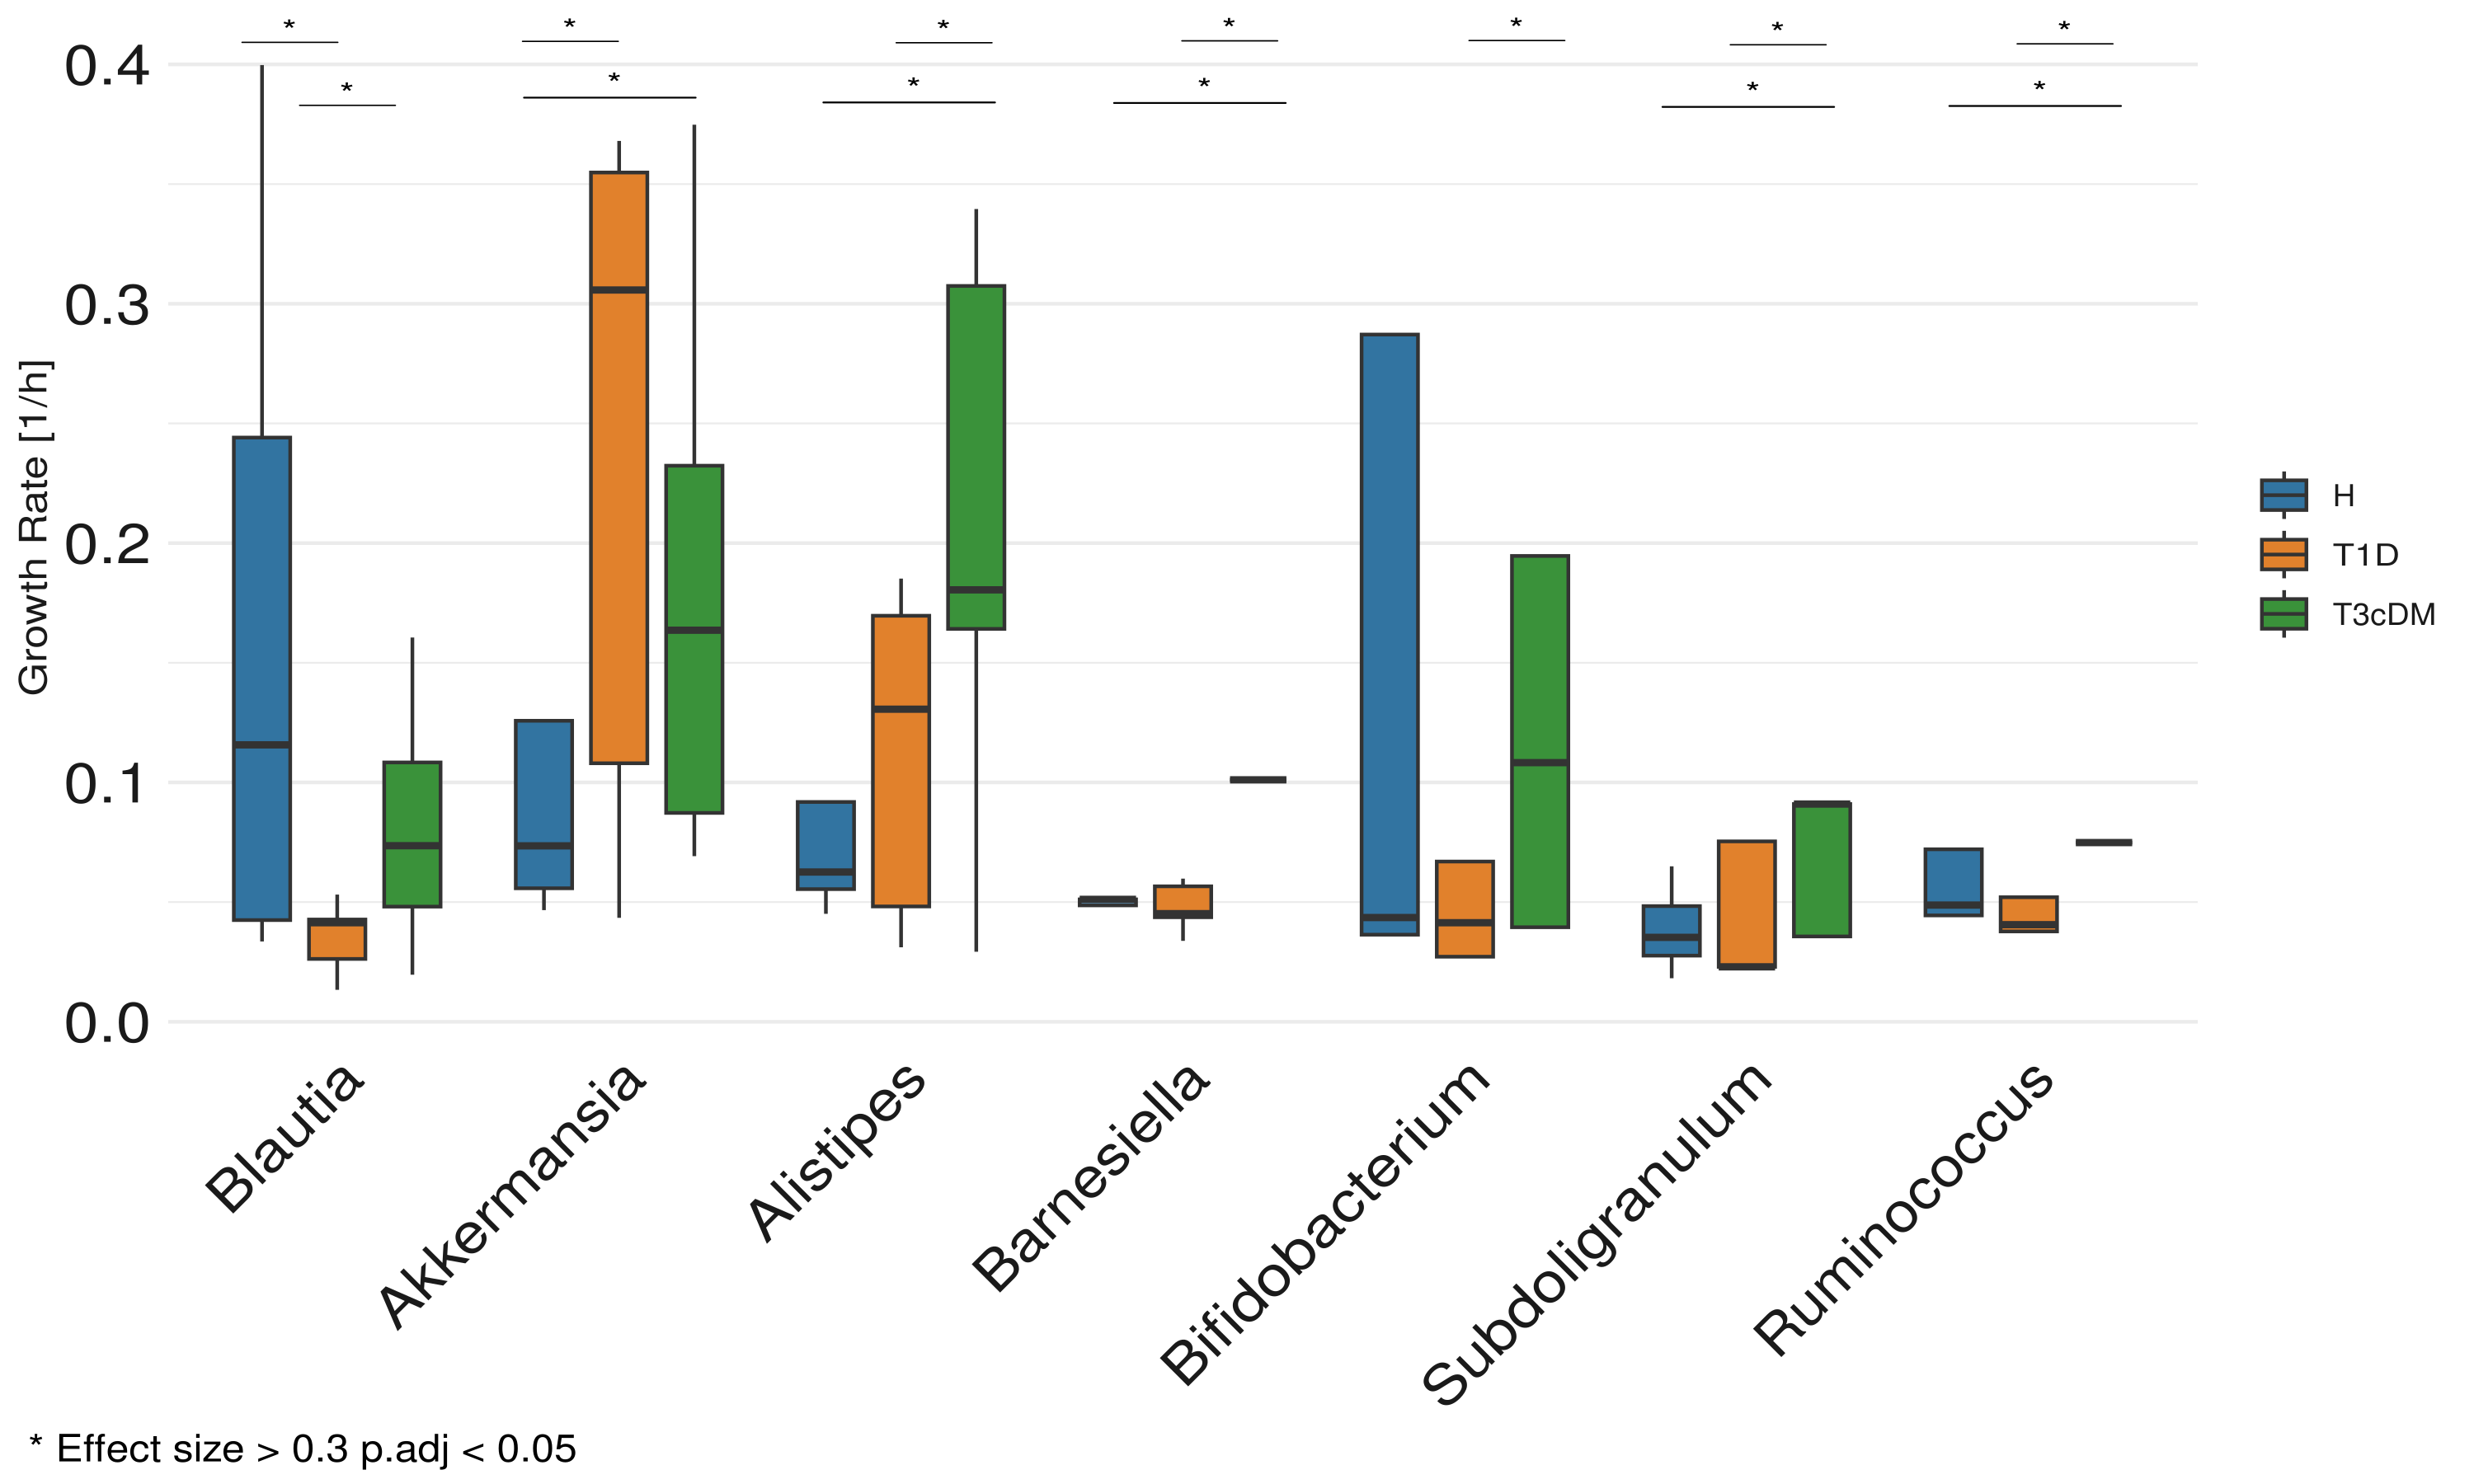 * * * * * * *
* * * * * *
0.4
0.3
0.2
0.1
0.0
Growth Rate [1/h]
H
T1D
T3cDM
Blautia
Akkermansia
Alistipes
Barnesiella
Bifidobacterium
Subdoligranulum
Ruminococcus
* Effect size > 0.3 p.adj < 0.05